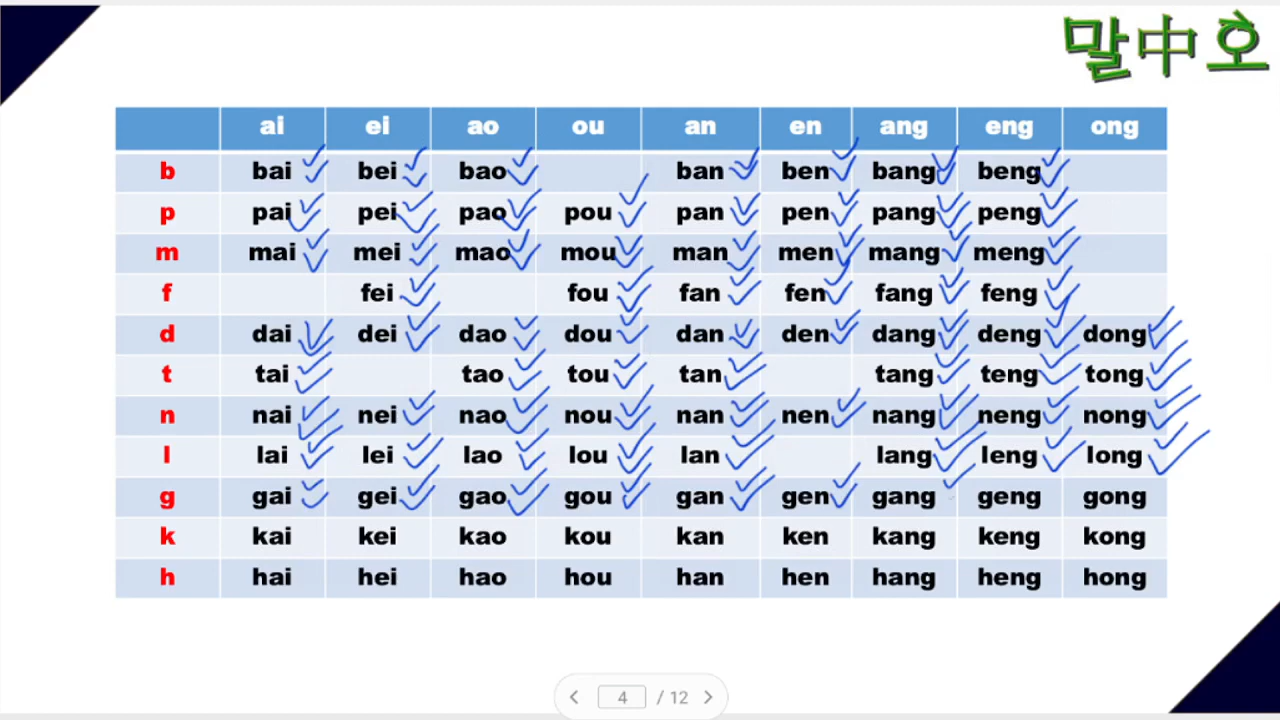 말中호
ai ei ao ou an en ang eng ong
b bai bei bao ban ben bang beng
p pai pei pao pou pan pen pang peng
m mai mei mao mou man men mang meng
f fei fou fan fen fang feng
d dai dei dao dou dan den dang deng dong
t tai tao tou tan tang teng tong
n nai nei nao nou nan nen nang neng nong
l lai lei lao lou lan lang leng long
g gai gei gao gou gan gen gang geng gong
k kai kei kao kou kan ken kang keng kong
h hai hei hao hou han hen hang heng hong
4 / 12